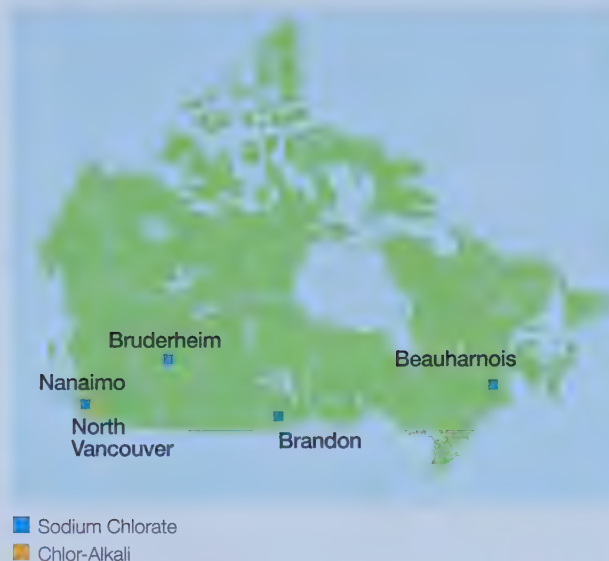 Bruderheim
Beauharnois
Nanaimo
North
Vancouver
Brandon
Sodium Chlorate
Chlor-Alkali